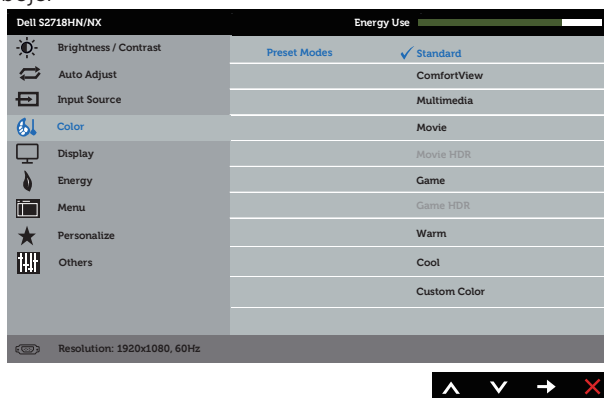 Dell S2718HN/NX Energy Use
Brightness / Contrast
Auto Adjust
Input Source
Color
Display
Energy
Menu
Personalize
Others
Preset Modes
Standard
ComfortView
Multimedia
Movie
Movie HDR
Game
Game HDR
Warm
Cool
Custom Color
Resolution: 1920x1080, 60Hz